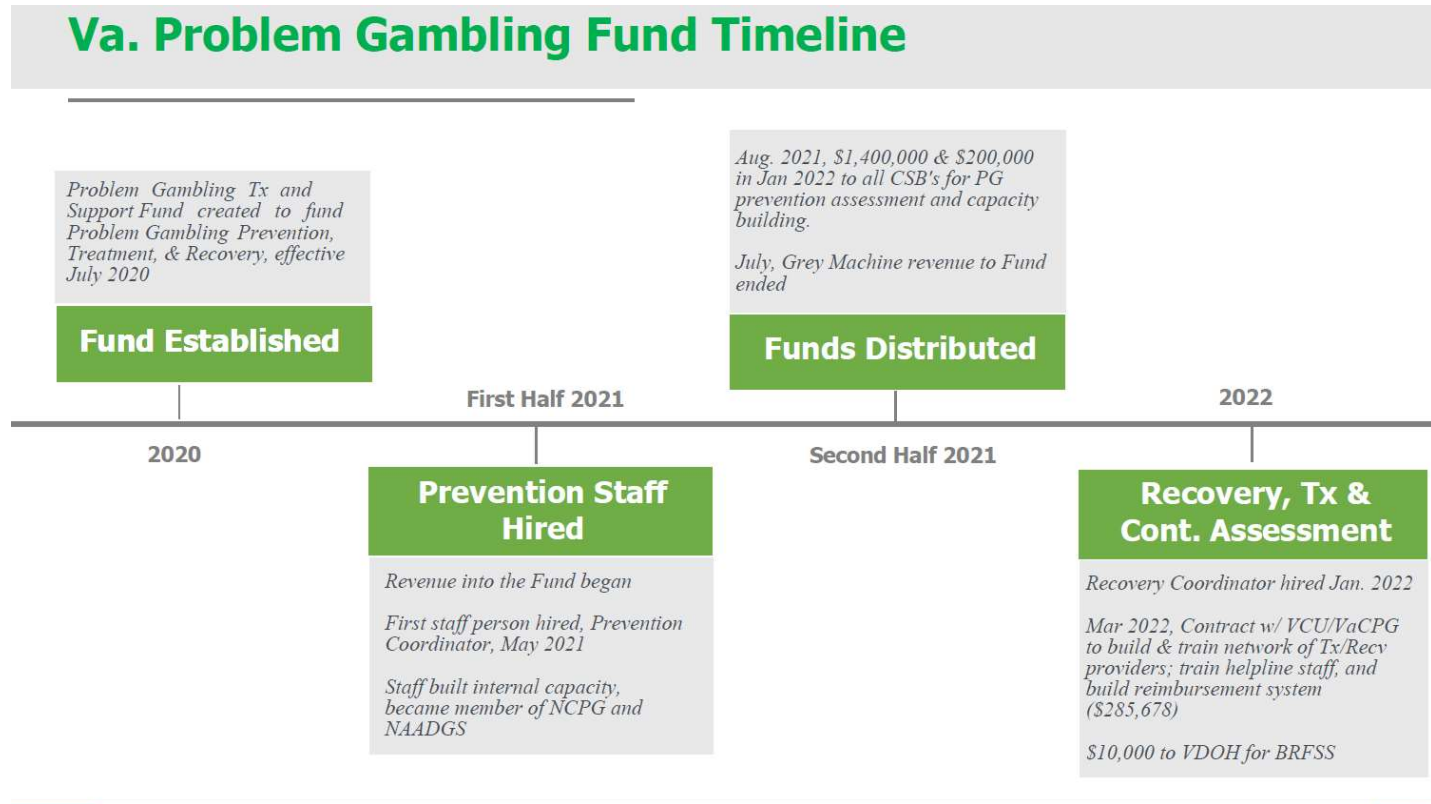 Va. Problem Gambling Fund Timeline
Problem Gambling Tx and
Support Fund created to fund
Problem Gambling Prevention,
Treatment, & Recovery, effective
July 2020
Fund Established
2020
First Half 2021
Prevention Staff
Hired
Revenue into the Fund began
First staff person hired, Prevention
Coordinator, May 2021
Staff built internal capacity,
became member of NCPG and
NAADGS
Aug. 2021, $1,400,000 & $200,000
in Jan 2022 to all CSB's for PG
prevention assessment and capacity
building.
July, Grey Machine revenue to Fund
ended
Funds Distributed
Second Half 2021
2022
Recovery, Tx &
Cont. Assessment
Recovery Coordinator hired Jan. 2022
Mar 2022, Contract w/ VCU/VaCPG
to build & train network of Tx/Recv
providers; train helpline staff, and
build reimbursement system
($285,678)
$10,000 to VDOH for BRFSS